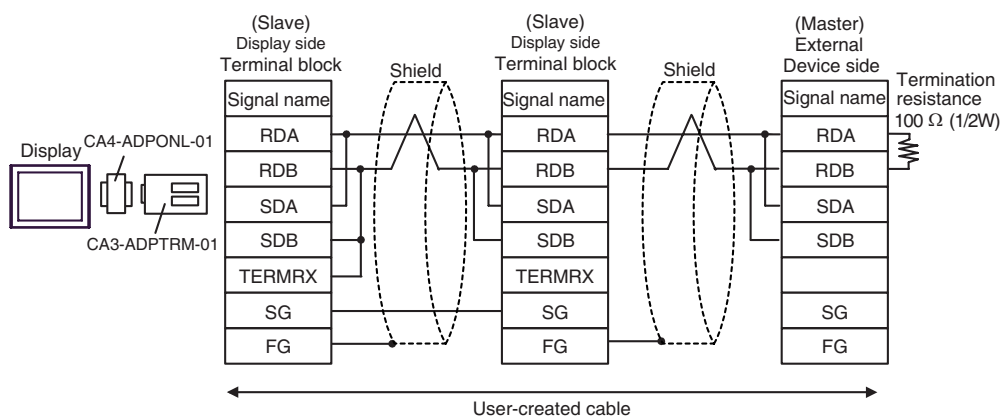 Display
CA4-ADPONL-01
CA3-ADPTRM-01
(Slave)
Display side
Terminal block
Signal name
RDA
RDB
SDA
SDB
TERMRX
SG
FG
Shield
(Slave)
Display side
Terminal block
Signal name
RDA
RDB
SDA
SDB
TERMRX
SG
FG
Shield
(Master)
External
Device side
Signal name
RDA
RDB
SDA
SDB
SG
FG
Termination
resistance
100 Ω (1/2W)
User-created cable